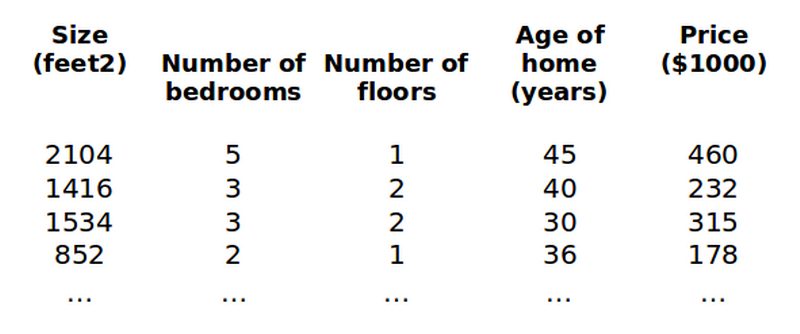 Size (feet2) Number of bedrooms Number of floors Age of home (years) Price ($1000)
2104 5 1 45 460
1416 3 2 40 232
1534 3 2 30 315
852 2 1 36 178
... ... ... ... ...